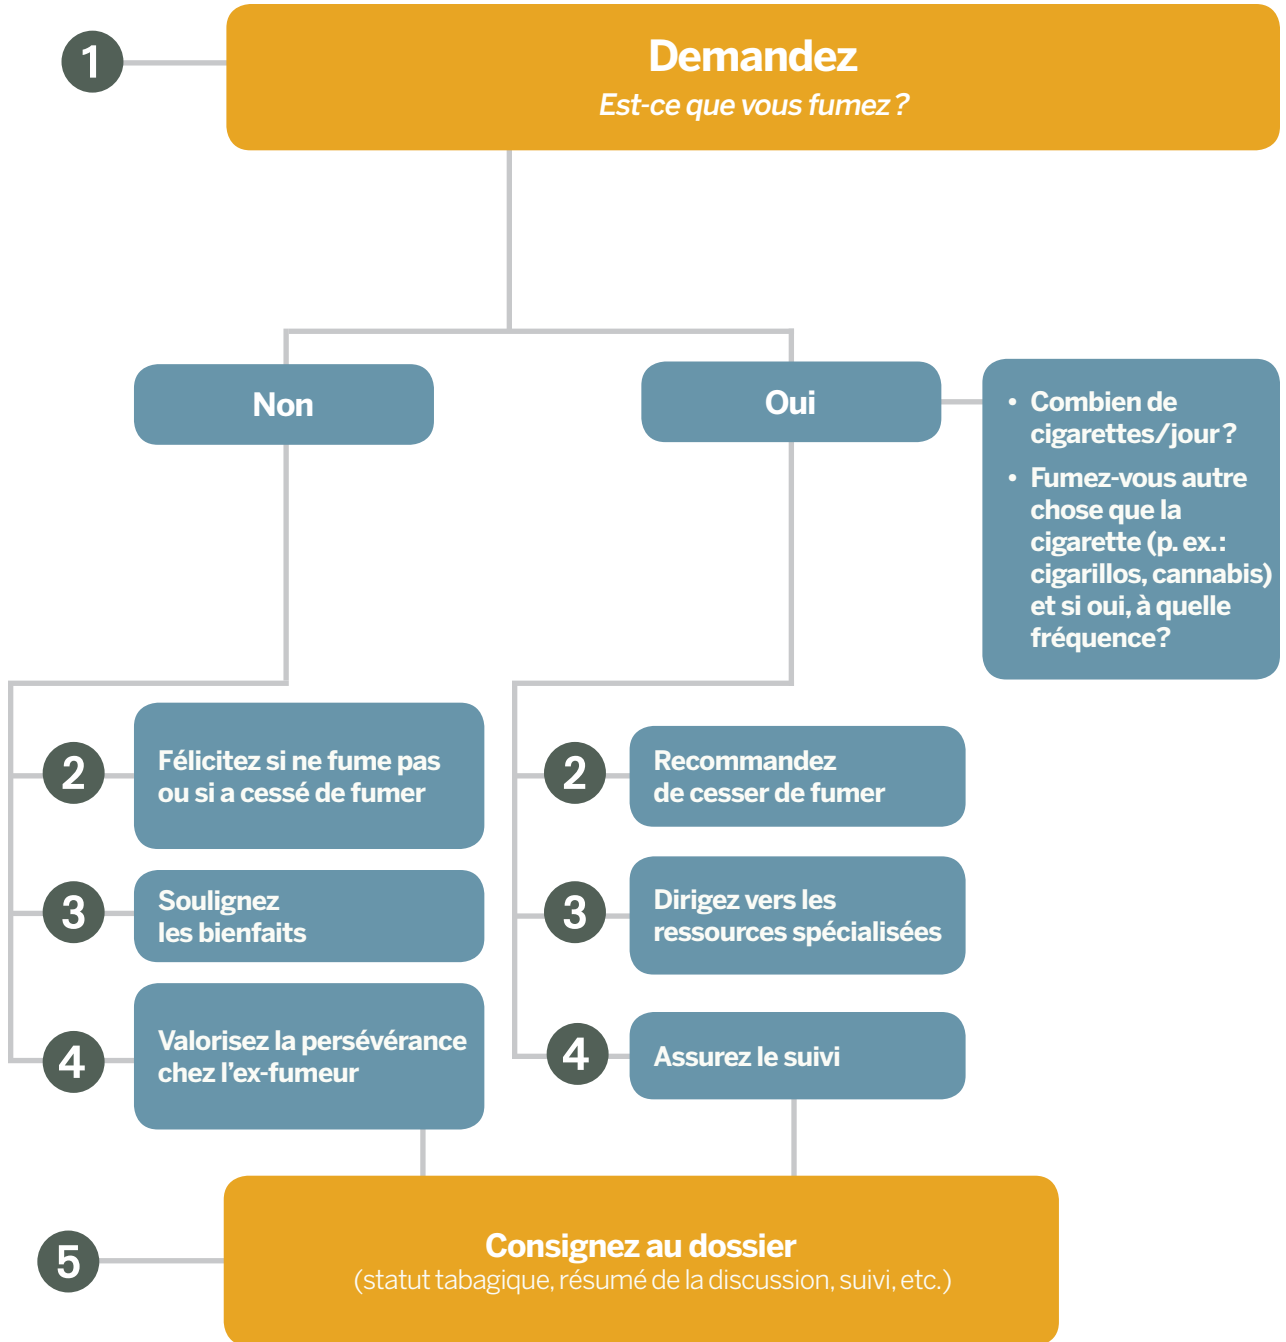 1
Demandez
Est-ce que vous fumez ?
Non
Oui
• Combien de
cigarettes/jour ?
• Fumez-vous autre
chose que la
cigarette (p. ex. :
cigarillos, cannabis)
et si oui, à quelle
fréquence?
2
Félicitez si ne fume pas
ou si a cessé de fumer
3
Soulignez
les bienfaits
4
Valorisez la persévérance
chez l’ex-fumeur
2
Recommandez
de cesser de fumer
3
Dirigez vers les
ressources spécialisées
4
Assurez le suivi
5
Consignez au dossier
(statut tabagique, résumé de la discussion, suivi, etc.)